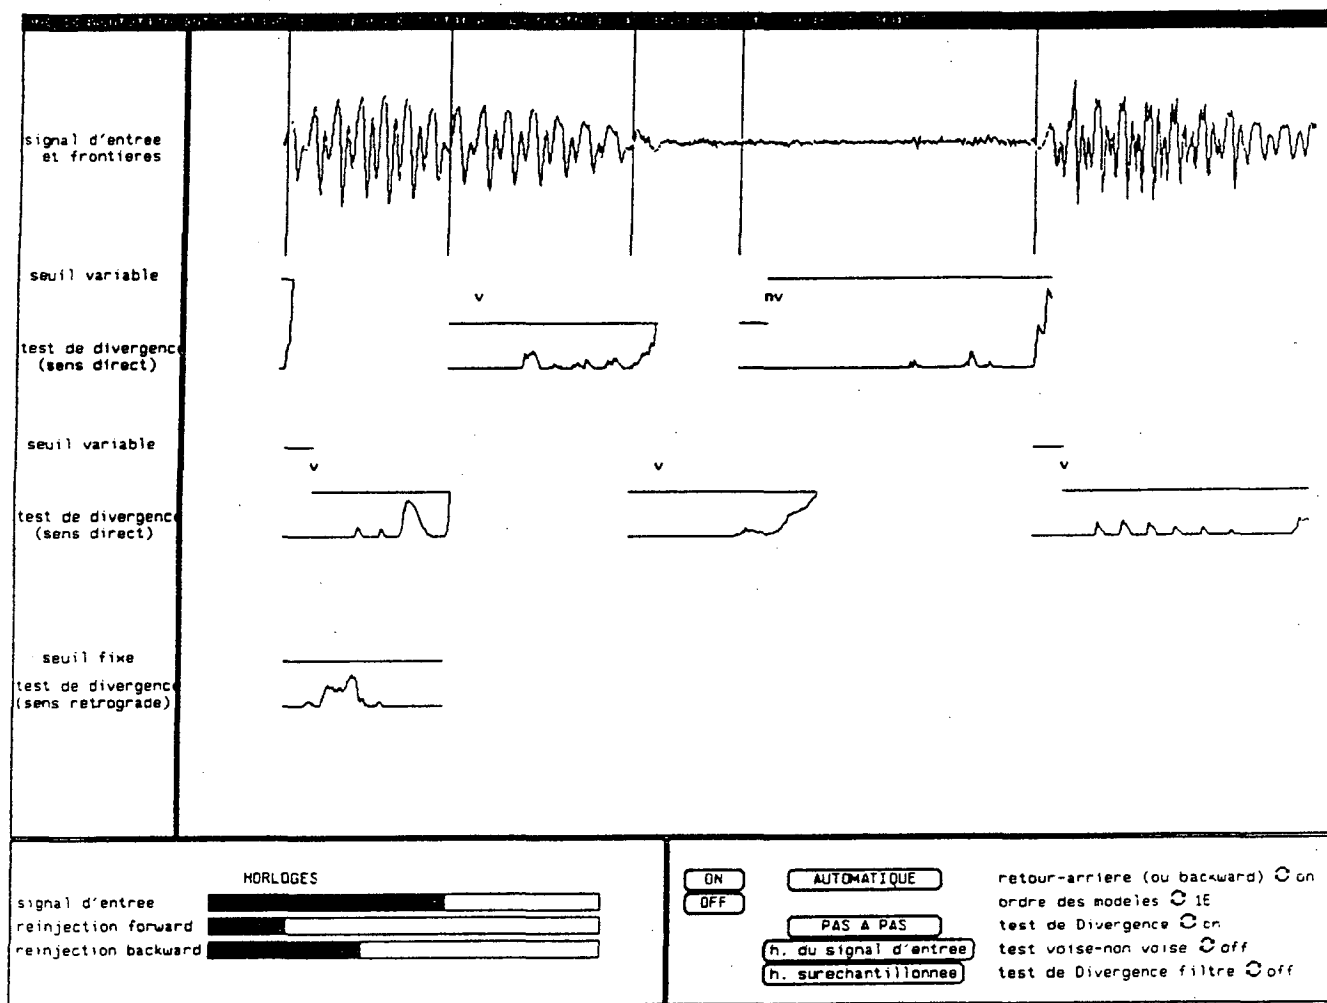 signal d'entree
et frontieres
seuil variable
v
nv
test de divergence
(sens direct)
seuil variable
v
v
v
test de divergence
(sens direct)
seuil fixe
test de divergence
(sens retrograde)
HORLOGES
signal d'entree
reinjection forward
reinjection backward
ON
OFF
AUTOMATIQUE
PAS A PAS
h. du signal d'entree
h. surechantillonnee
retour-arriere (ou backward) on
ordre des modeles
test de Divergence
test voise-non voise off
test de Divergence filtre off